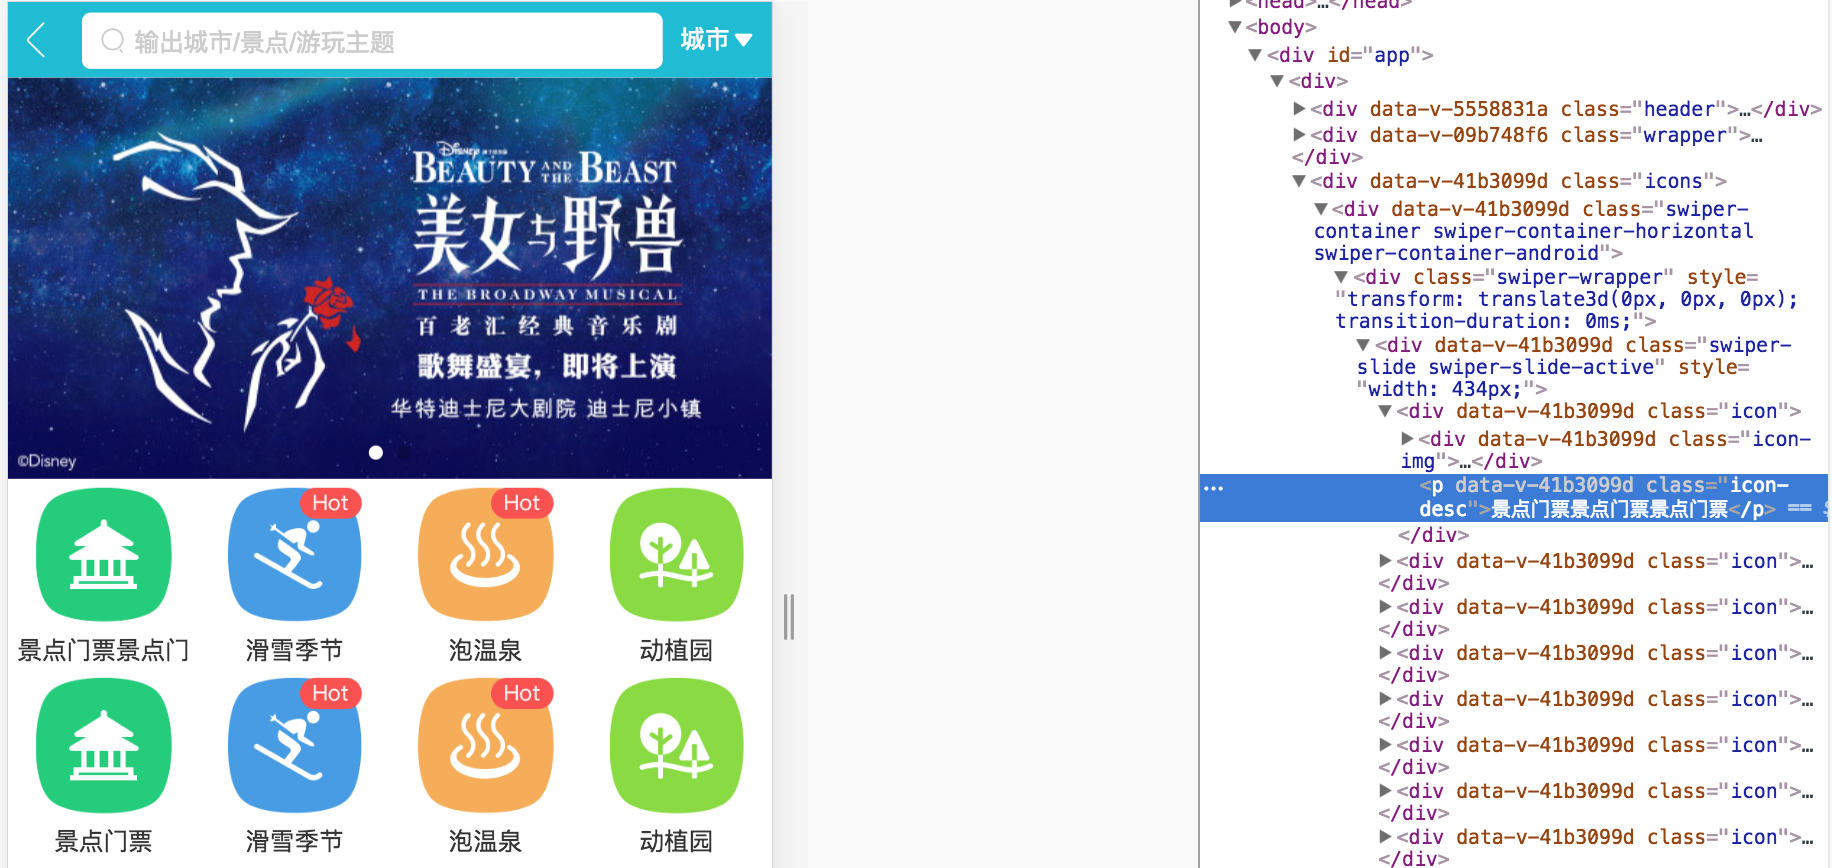 输出城市/景点/游玩主题
城市
Disney
BEAUTY AND THE BEAST
美女与野兽
THE BROADWAY MUSICAL
百老汇经典音乐剧
歌舞盛宴，即将上演
华特迪士尼大剧院 迪士尼小镇
©Disney
Hot
Hot
景点门票景点门
滑雪季节
泡温泉
动植园
Hot
Hot
景点门票
滑雪季节
泡温泉
动植园
▶<head>…</head>
▼<body>
▼<div id="app">
▼<div>
▶<div data-v-5558831a class="header">…</div>
▶<div data-v-09b748f6 class="wrapper">…
</div>
▼<div data-v-41b3099d class="icons">
▼<div data-v-41b3099d class="swiper-
container swiper-container-horizontal
swiper-container-android">
▼<div class="swiper-wrapper" style=
"transform: translate3d(0px, 0px, 0px);
transition-duration: 0ms;">
▼<div data-v-41b3099d class="swiper-
slide swiper-slide-active" style=
"width: 434px;">
▼<div data-v-41b3099d class="icon">
▶<div data-v-41b3099d class="icon-
img">…</div>
… <p data-v-41b3099d class="icon-
desc">景点门票景点门票景点门票</p> ==
</div>
▶<div data-v-41b3099d class="icon">…
</div>
▶<div data-v-41b3099d class="icon">…
</div>
▶<div data-v-41b3099d class="icon">…
</div>
▶<div data-v-41b3099d class="icon">…
</div>
▶<div data-v-41b3099d class="icon">…
</div>
▶<div data-v-41b3099d class="icon">…
</div>
▶<div data-v-41b3099d class="icon">…
</div>